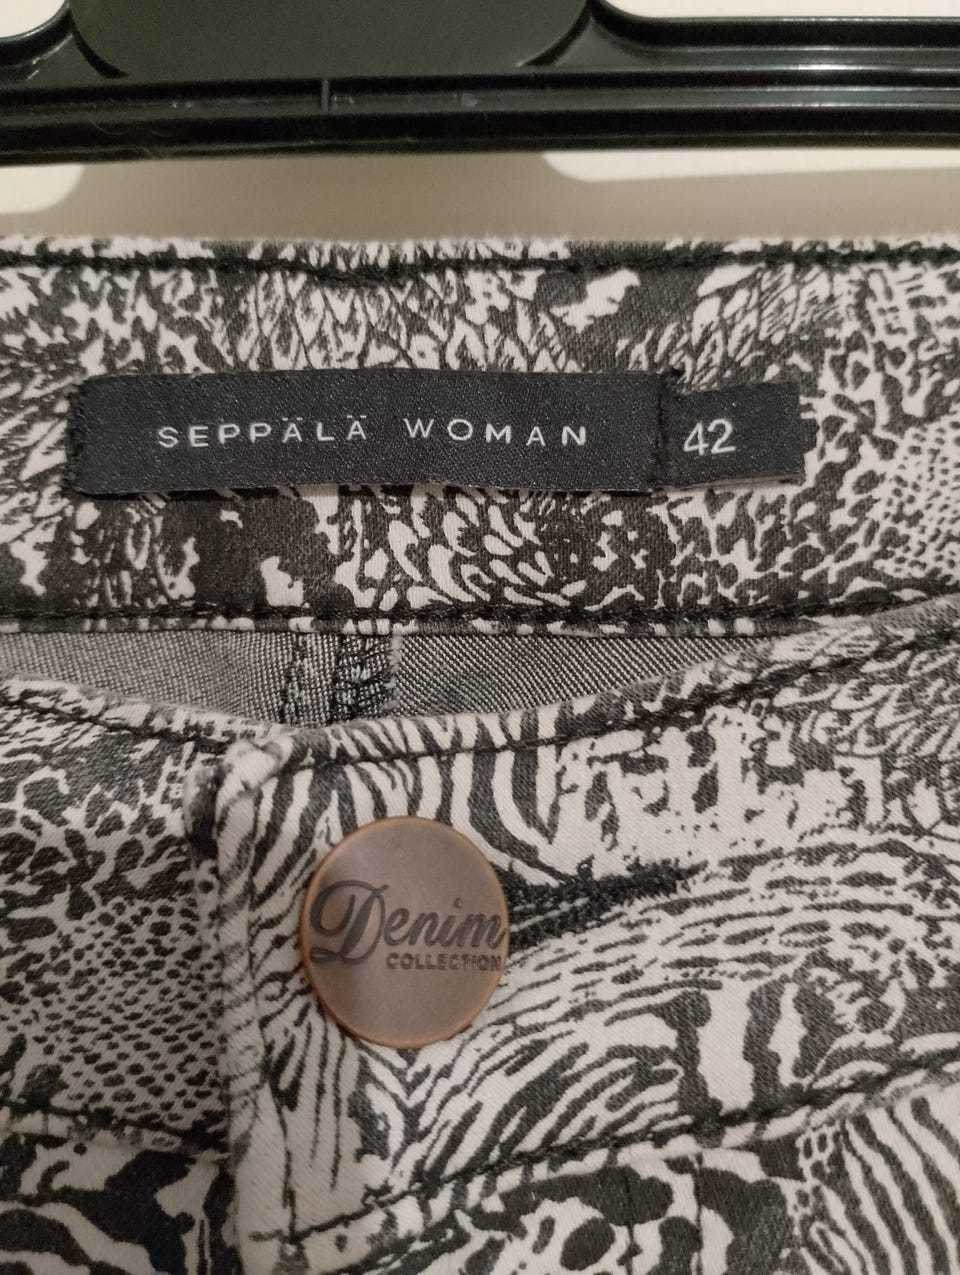 SEPPÄLÄ WOMAN 42
Denim
COLLECTION